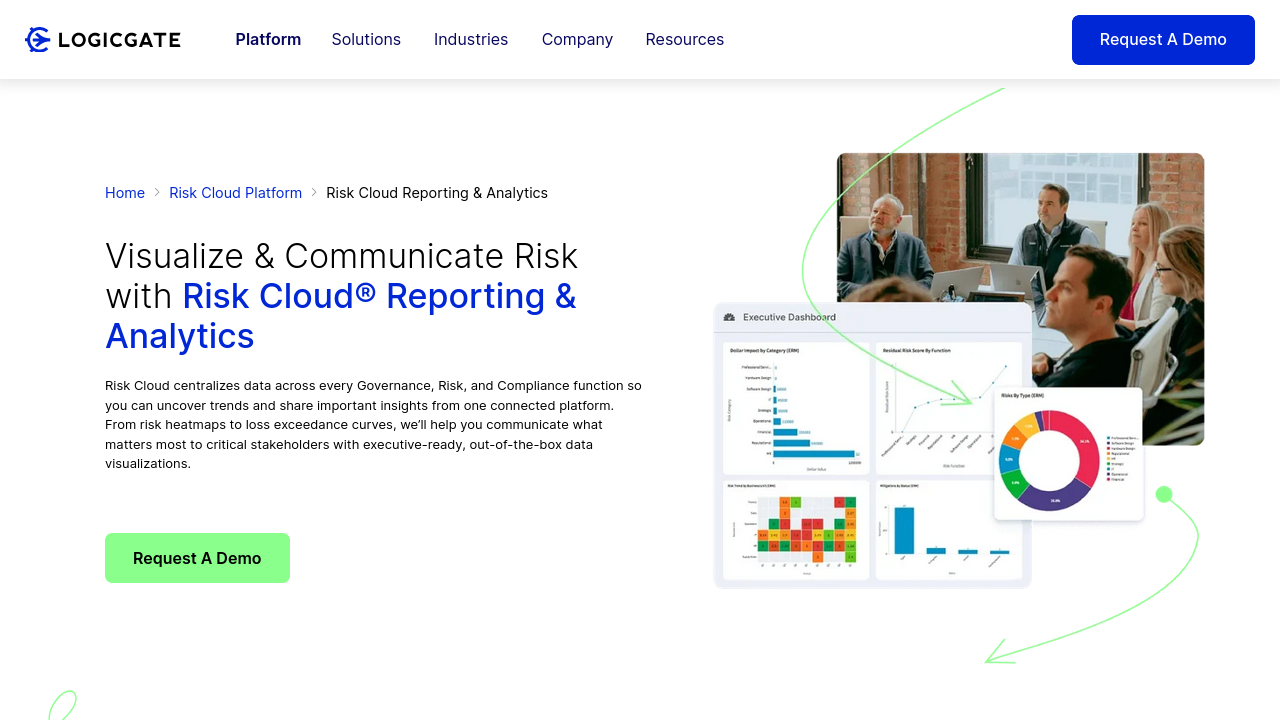 LOGICGATE
Platform
Solutions
Industries
Company
Resources
Request A Demo
Home
Risk Cloud Platform
Risk Cloud Reporting & Analytics
Visualize & Communicate Risk
with Risk Cloud® Reporting &
Analytics
Risk Cloud centralizes data across every Governance, Risk, and Compliance function so
you can uncover trends and share important insights from one connected platform.
From risk heatmaps to loss exceedance curves, we'll help you communicate what
matters most to critical stakeholders with executive-ready, out-of-the-box data
visualizations.
Request A Demo
Executive Dashboard
Dollar Impact by Category (ERM)
Residual Risk Score By Function
Risks By Type (ERM)